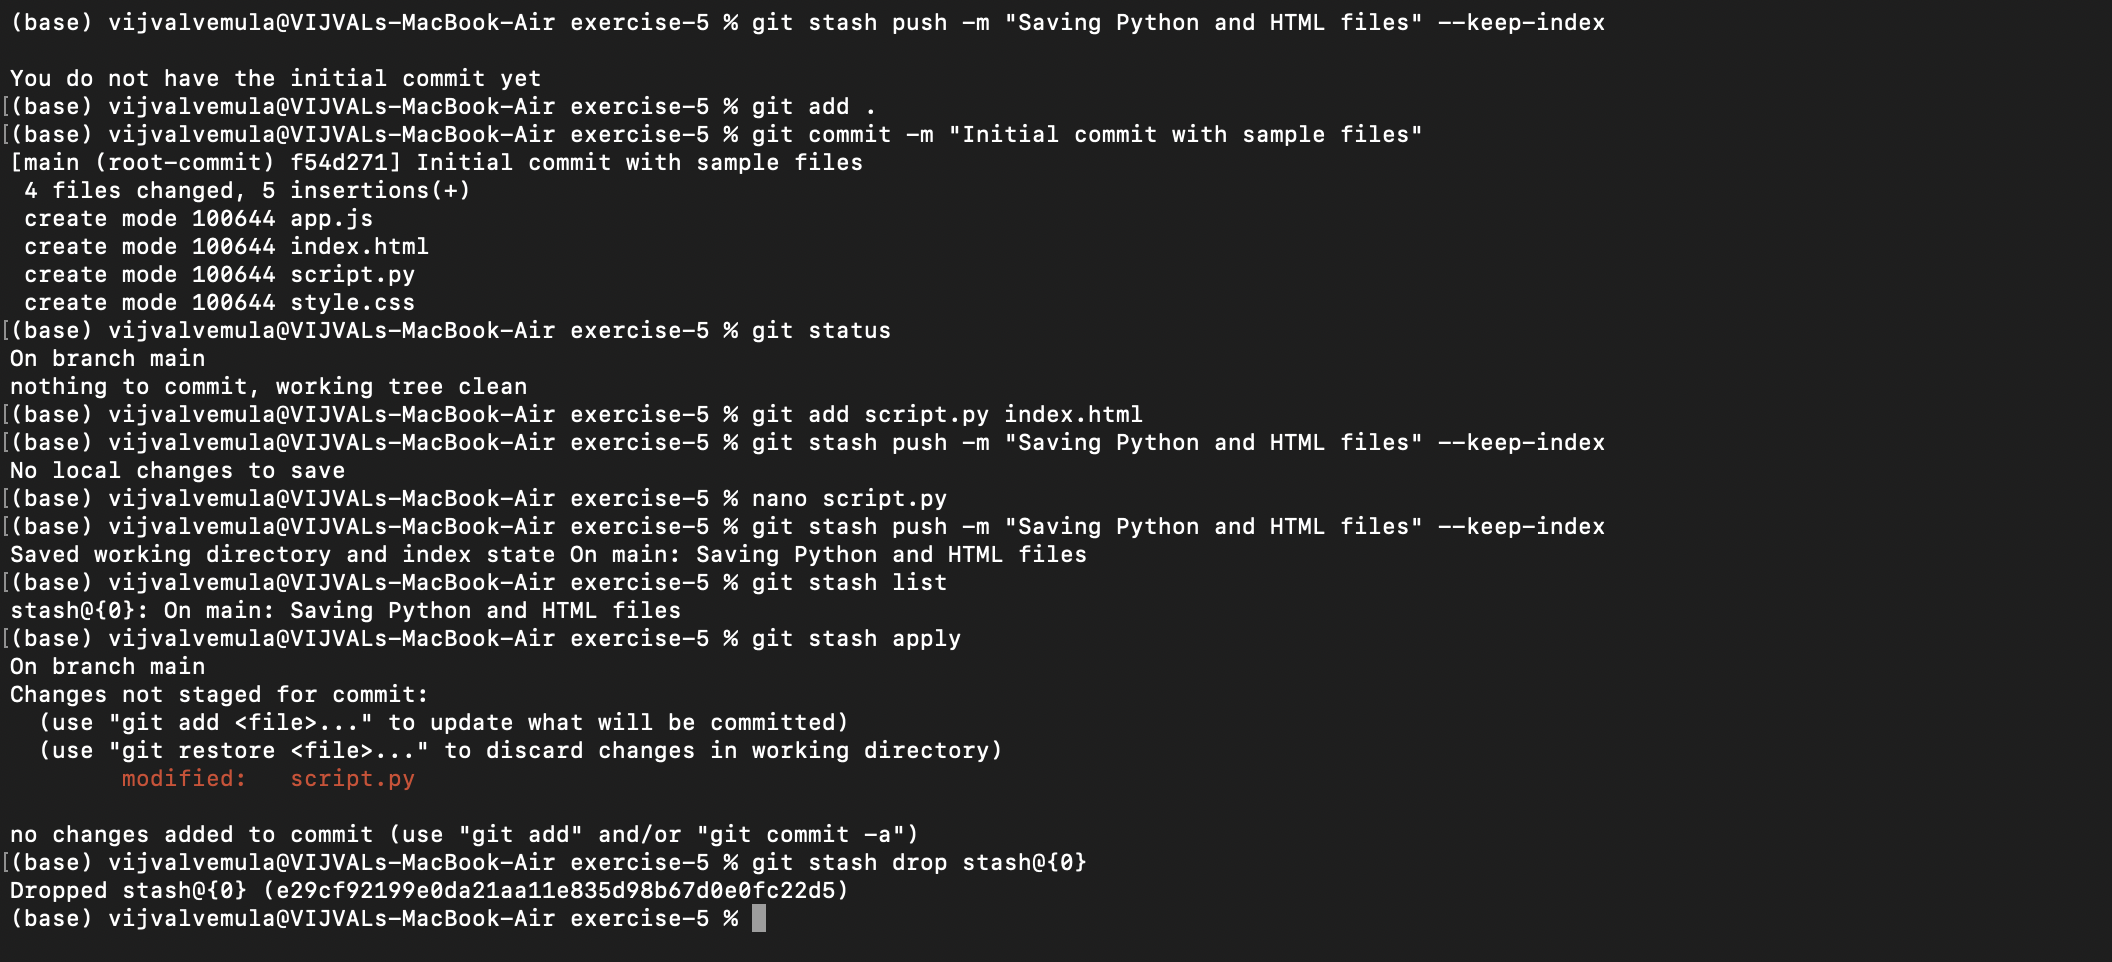 (base) vijvalvemula@VIJVALs-MacBook-Air exercise-5 % git stash push -m "Saving Python and HTML files" --keep-index
You do not have the initial commit yet
[(base) vijvalvemula@VIJVALs-MacBook-Air exercise-5 % git add .
[(base) vijvalvemula@VIJVALs-MacBook-Air exercise-5 % git commit -m "Initial commit with sample files"
[main (root-commit) f54d271] Initial commit with sample files
 4 files changed, 5 insertions(+)
 create mode 100644 app.js
 create mode 100644 index.html
 create mode 100644 script.py
 create mode 100644 style.css
[(base) vijvalvemula@VIJVALs-MacBook-Air exercise-5 % git status
On branch main
nothing to commit, working tree clean
[(base) vijvalvemula@VIJVALs-MacBook-Air exercise-5 % git add script.py index.html
[(base) vijvalvemula@VIJVALs-MacBook-Air exercise-5 % git stash push -m "Saving Python and HTML files" --keep-index
No local changes to save
[(base) vijvalvemula@VIJVALs-MacBook-Air exercise-5 % nano script.py
[(base) vijvalvemula@VIJVALs-MacBook-Air exercise-5 % git stash push -m "Saving Python and HTML files" --keep-index
Saved working directory and index state On main: Saving Python and HTML files
[(base) vijvalvemula@VIJVALs-MacBook-Air exercise-5 % git stash list
stash@{0}: On main: Saving Python and HTML files
[(base) vijvalvemula@VIJVALs-MacBook-Air exercise-5 % git stash apply
On branch main
Changes not staged for commit:
  (use "git add <file>..." to update what will be committed)
  (use "git restore <file>..." to discard changes in working directory)
        modified:   script.py
no changes added to commit (use "git add" and/or "git commit -a")
[(base) vijvalvemula@VIJVALs-MacBook-Air exercise-5 % git stash drop stash@{0}
Dropped stash@{0} (e29cf92199e0da21aa11e835d98b67d0e0fc22d5)
(base) vijvalvemula@VIJVALs-MacBook-Air exercise-5 %